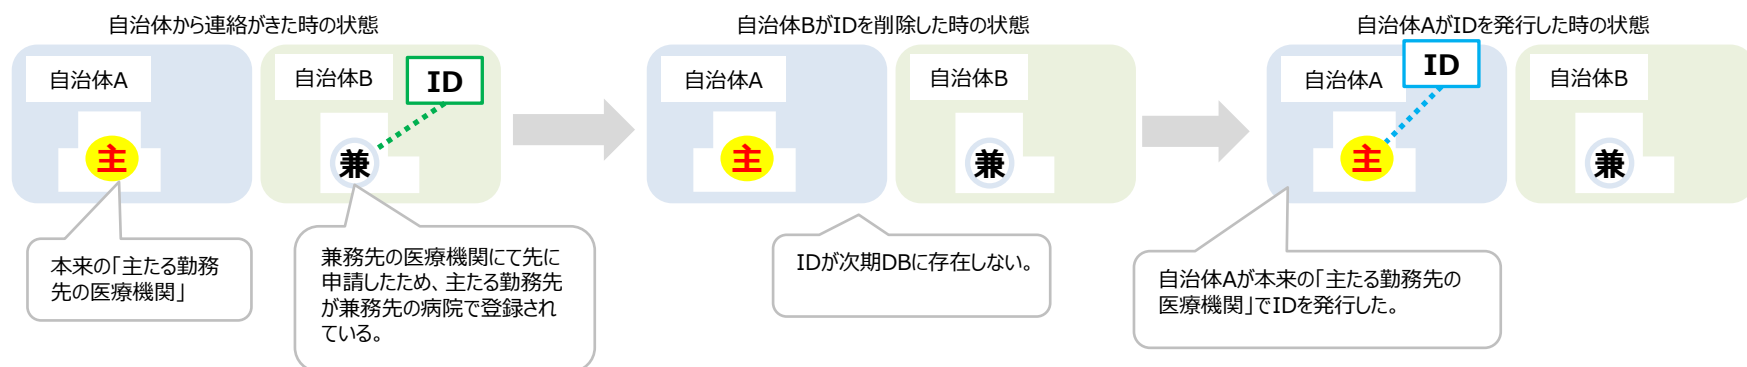 自治体から連絡がきた時の状態
自治体A
自治体B
ID
主
兼
本来の「主たる勤務
先の医療機関」
兼務先の医療機関にて先に
申請したため、主たる勤務先
が兼務先の病院で登録され
ている。
自治体BがIDを削除した時の状態
自治体A
自治体B
主
兼
IDが次期DBに存在しない。
自治体AがIDを発行した時の状態
自治体A
ID
自治体B
主
兼
自治体Aが本来の「主たる勤務先の
医療機関」でIDを発行した。